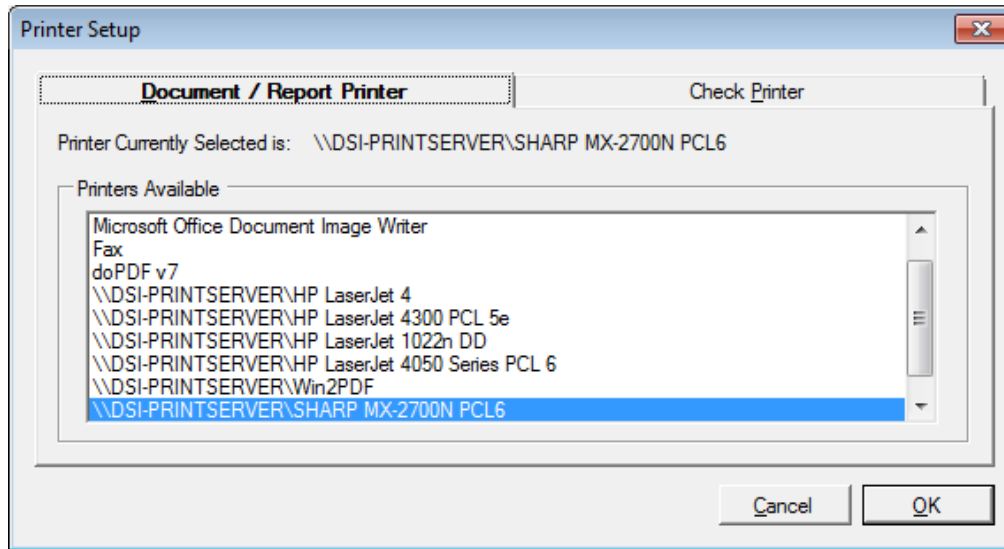 Printer Setup
Document / Report Printer
Check Printer
Printer Currently Selected is: \\DSI-PRINTSERVER\SHARP MX-2700N PCL6
Printers Available
Microsoft Office Document Image Writer
Fax
doPDF v7
\\DSI-PRINTSERVER\HP LaserJet 4
\\DSI-PRINTSERVER\HP LaserJet 4300 PCL 5e
\\DSI-PRINTSERVER\HP LaserJet 1022n DD
\\DSI-PRINTSERVER\HP LaserJet 4050 Series PCL 6
\\DSI-PRINTSERVER\Win2PDF
\\DSI-PRINTSERVER\SHARP MX-2700N PCL6
Cancel
OK